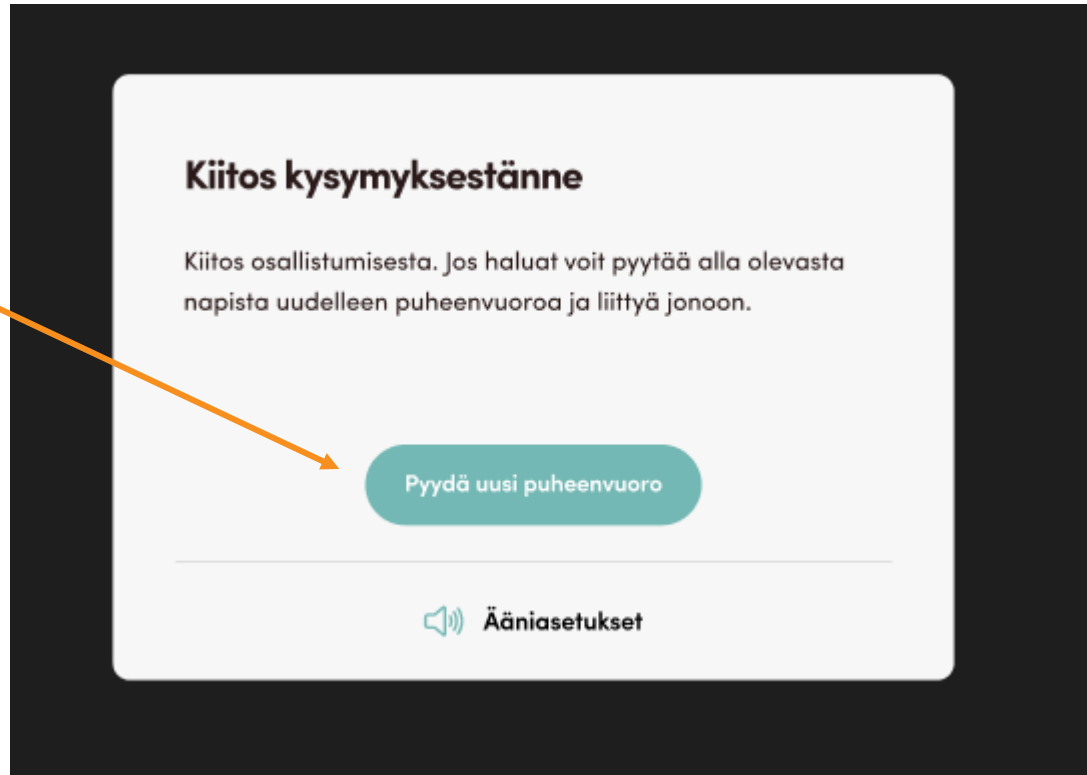 Kiitos kysymyksestänne
Kiitos osallistumisesta. Jos haluat voit pyytää alla olevasta
napista uudelleen puheenvuoroa ja liittyä jonoon.
Pyydä uusi puheenvuoro
Ääniasetukset